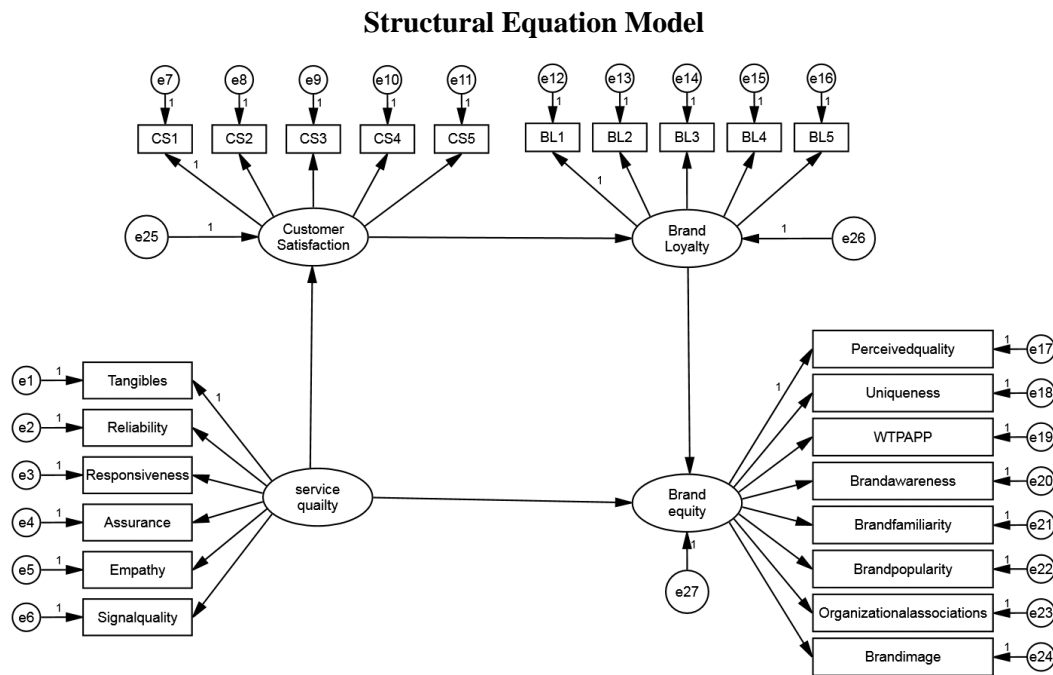 Structural Equation Model
e7
e8
e9
e10
e11
e12
e13
e14
e15
e16
1
1
1
1
1
1
1
1
1
1
CS1
CS2
CS3
CS4
CS5
BL1
BL2
BL3
BL4
BL5
1
1
e25
1
Customer
Satisfaction
Brand
Loyalty
1
e26
e1
1
Tangibles
e2
1
Reliability
e3
1
Responsiveness
e4
1
Assurance
e5
1
Empathy
e6
1
Signalquality
1
service
quailty
Brand
equity
1
e27
1
Perceivedquality
1
e17
Uniqueness
1
e18
WTPAPP
1
e19
Brandawareness
1
e20
Brandfamiliarity
1
e21
Brandpopularity
1
e22
Organizationalassociations
1
e23
Brandimage
1
e24